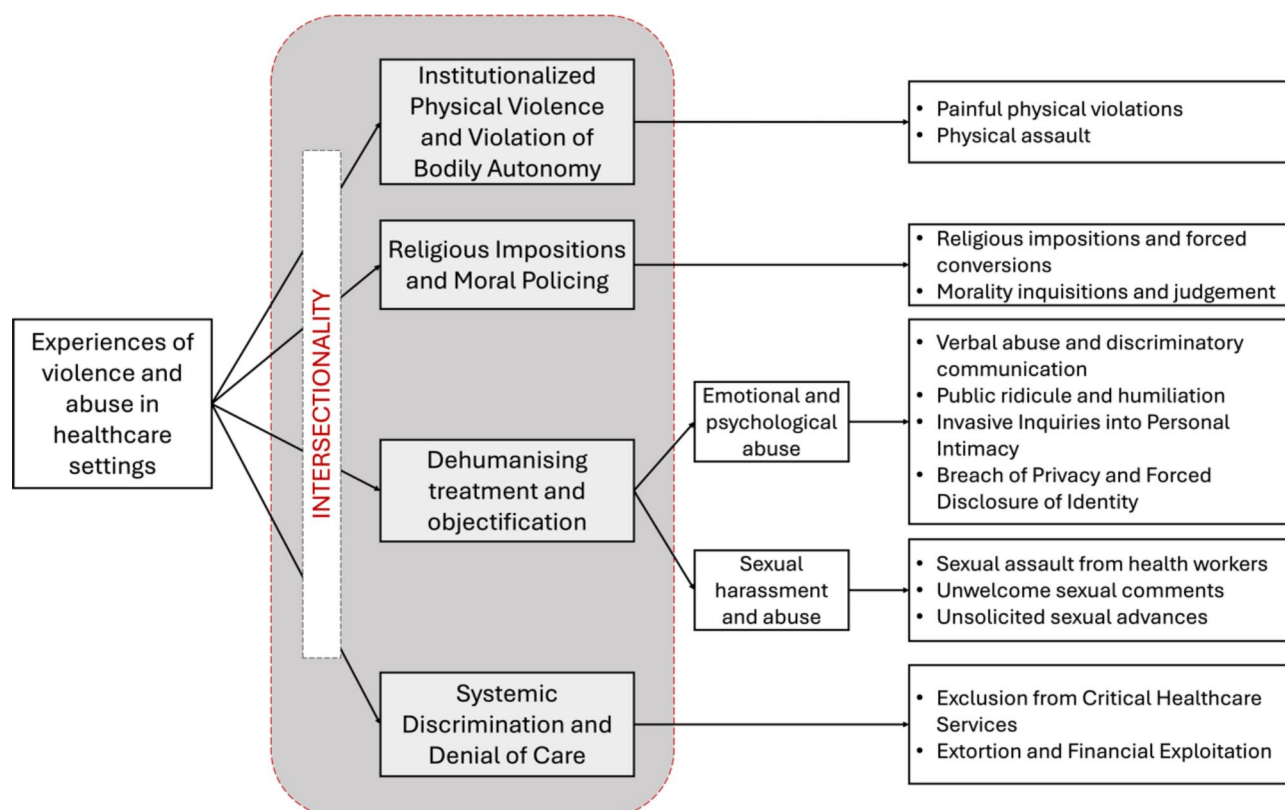 Experiences of
violence and
abuse in
healthcare
settings
INTERSECTIONALITY
Institutionalized
Physical Violence
and Violation of
Bodily Autonomy
• Painful physical violations
• Physical assault
Religious Impositions
and Moral Policing
• Religious impositions and forced
conversions
• Morality inquisitions and judgement
Dehumanising
treatment and
objectification
Emotional and
psychological
abuse
• Verbal abuse and discriminatory
communication
• Public ridicule and humiliation
• Invasive Inquiries into Personal
Intimacy
• Breach of Privacy and Forced
Disclosure of Identity
Sexual
harassment
and abuse
• Sexual assault from health workers
• Unwelcome sexual comments
• Unsolicited sexual advances
Systemic
Discrimination and
Denial of Care
• Exclusion from Critical Healthcare
Services
• Extortion and Financial Exploitation